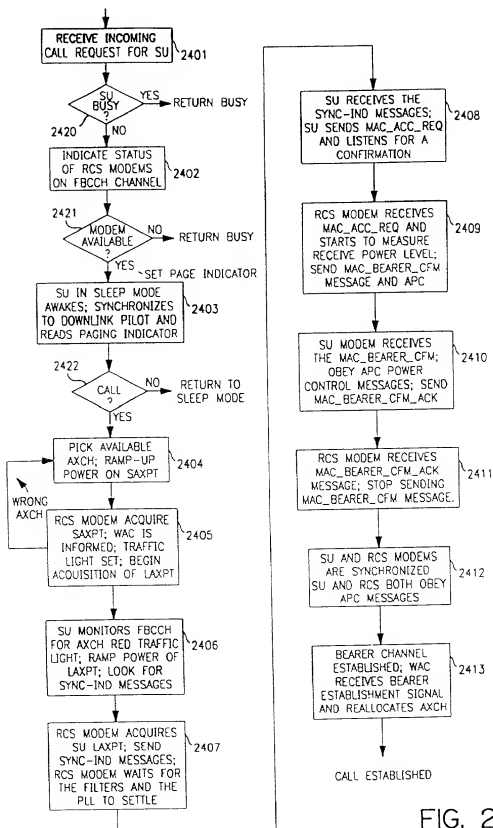 RECEIVE INCOMING
CALL REQUEST FOR SU
2401
SU
BUSY
?
2420
YES
RETURN BUSY
NO
INDICATE STATUS
OF RCS MODEMS
ON FBCCH CHANNEL
2402
2421
MODEM
AVAILABLE
?
NO
RETURN BUSY
YES
SET PAGE INDICATOR
SU IN SLEEP MODE
AWAKES; SYNCHRONIZES
TO DOWNLINK PILOT AND
READS PAGING INDICATOR
2403
2422
CALL
?
NO
RETURN TO
SLEEP MODE
YES
PICK AVAILABLE
AXCH; RAMP-UP
POWER ON SAXPT
2404
WRONG
AXCH
RCS MODEM ACQUIRE
SAXPT; WAC IS
INFORMED; TRAFFIC
LIGHT SET; BEGIN
ACQUISITION OF LAXPT
2405
SU MONITORS FBCCH
FOR AXCH RED TRAFFIC
LIGHT; RAMP POWER OF
LAXPT; LOOK FOR
SYNC-IND MESSAGES
2406
RCS MODEM ACQUIRES
SU LAXPT; SEND
SYNC-IND MESSAGES;
RCS MODEM WAITS FOR
THE FILTERS AND THE
PLL TO SETTLE
2407
SU RECEIVES THE
SYNC-IND MESSAGES;
SU SENDS MAC_ACC_REQ
AND LISTENS FOR A
CONFIRMATION
2408
RCS MODEM RECEIVES
MAC_ACC_REQ AND
STARTS TO MEASURE
RECEIVE POWER LEVEL;
SEND MAC_BEARER_CFM
MESSAGE AND APC
2409
SU MODEM RECEIVES
THE MAC_BEARER_CFM;
OBEY APC POWER
CONTROL MESSAGES; SEND
MAC_BEARER_CFM_ACK
2410
RCS MODEM RECEIVES
MAC_BEARER_CFM_ACK
MESSAGE; STOP SENDING
MAC_BEARER_CFM MESSAGE.
2411
SU AND RCS MODEMS
ARE SYNCHRONIZED
SU AND RCS BOTH OBEY
APC MESSAGES
2412
BEARER CHANNEL
ESTABLISHED; WAC
RECEIVES BEARER
ESTABLISHMENT SIGNAL
AND REALLOCATES AXCH
2413
CALL ESTABLISHED
FIG. 2